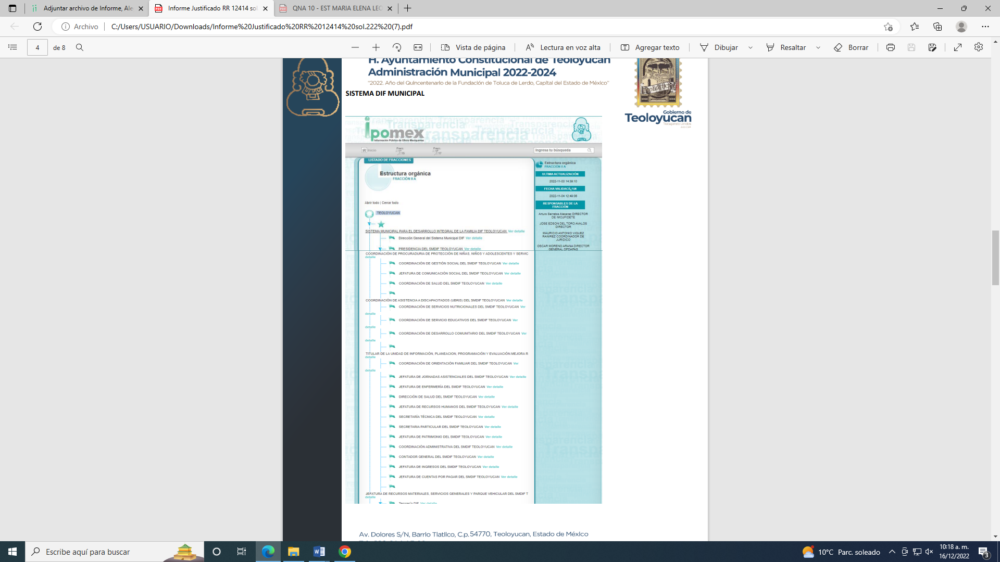 Adjuntar archivo de Informe, Ale
Informe Justificado RR 12414 sol
QNA 10 - EST MARIA ELENA LEO
Archivo
C:/Users/USUARIO/Downloads/Informe%20Justificado%20RR%2012414%20sol.222%20(7).pdf
4 de 8
Vista de página
Lectura en voz alta
Agregar texto
Dibujar
Resaltar
Borrar
H. Ayuntamiento Constitucional de Teoloyucan
Administración Municipal 2022-2024
"2022. Año del Quincentenario de la Fundación de Toluca de Lerdo, Capital del Estado de México"
SISTEMA DIF MUNICIPAL
Gobierno de
Teoloyucan
Trabajando Unidos
ipomex
Información Pública de Oficio Mexiquense
Transparencia
Inicio
Ingresa tu búsqueda
LISTADO DE FRACCIONES
Estructura orgánica
FRACCIÓN II A
Abrir todo | Cerrar todo
TEOLOYUCAN
SISTEMA MUNICIPAL PARA EL DESARROLLO INTEGRAL DE LA FAMILIA DIF TEOLOYUCAN Ver detalle
Dirección General del Sistema Municipal DIF Ver detalle
PRESIDENCIA DEL SMDIF TEOLOYUCAN Ver detalle
Estructura orgánica
FRACCIÓN II A
ULTIMA ACTUALIZACIÓN
2022-11-03 14:39:10
FECHA VALIDACIï¿½N
2022-11-04 12:49:06
RESPONSABLES DE LA
FRACCIÓN
Arturo Serratos Alacaraz DIRECTOR
DE IMCUFIDETE
JOSE EDSON DEL TORO AVALOS
DIRECTOR
MAURICIO ANTONIO VIQUEZ
RAMIREZ COORDINADOR DE
JURIDICO
OSCAR MORENO ARANA DIRECTOR
GENERAL OPDAPAS
COORDINACIÓN DE PROCURADURIA DE PROTECCIÓN DE NIÑAS, NIÑOS Y ADOLESCENTES Y SERVIC
detalle
COORDINACIÓN DE GESTIÓN SOCIAL DEL SMDIF TEOLOYUCAN Ver detalle
JEFATURA DE COMUNICACIÓN SOCIAL DEL SMDIF TEOLOYUCAN Ver detalle
COORDINACIÓN DE SALUD DEL SMDIF TEOLOYUCAN Ver detalle
COORDINACIÓN DE ASISTENCIA A DISCAPACITADOS (UBRIS) DEL SMDIF TEOLOYUCAN Ver detalle
COORDINACIÓN DE SERVICIOS NUTRICIONALES DEL SMDIF TEOLOYUCAN Ver
detalle
COORDINACIÓN DE SERVICIO EDUCATIVOS DEL SMDIF TEOLOYUCAN Ver
detalle
COORDINACIÓN DE DESARROLLO COMUNITARIO DEL SMDIF TEOLOYUCAN Ver
detalle
TITULAR DE LA UNIDAD DE INFORMACIÓN, PLANEACION, PROGRAMACIÓN Y EVALUACIÓN.MEJORA R
detalle
COORDINACIÓN DE ORIENTACIÓN FAMILIAR DEL SMDIF TEOLOYUCAN Ver
detalle
JEFATURA DE JORNADAS ASISTENCIALES DEL SMDIF TEOLOYUCAN Ver detalle
JEFATURA DE ENFERMERÍA DEL SMDIF TEOLOYUCAN Ver detalle
DIRECCIÓN DE SALUD DEL SMDIF TEOLOYUCAN Ver detalle
JEFATURA DE RECURSOS HUMANOS DEL SMDIF TEOLOYUCAN Ver detalle
SECRETARÍA TÉCNICA DEL SMDIF TEOLOYUCAN Ver detalle
SECRETARIA PARTICULAR DEL SMDIF TEOLOYUCAN Ver detalle
JEFATURA DE PATRIMONIO DEL SMDIF TEOLOYUCAN Ver detalle
COORDINACIÓN ADMINISTRATIVA DEL SMDIF TEOLOYUCAN Ver detalle
CONTADOR GENERAL DEL SMDIF TEOLOYUCAN Ver detalle
JEFATURA DE INGRESOS DEL SMDIF TEOLOYUCAN Ver detalle
JEFATURA DE CUENTAS POR PAGAR DEL SMDIF TEOLOYUCAN Ver detalle
JEFATURA DE RECURSOS MATERIALES, SERVICIOS GENERALES Y PARQUE VEHICULAR DEL SMDIF T
detalle
Tesorería DIF Ver detalle
Av. Dolores S/N, Barrio Tlatilco, C.p.54770, Teoloyucan, Estado de México
Escribe aquí para buscar
10°C Parc. soleado
10:18 a. m.
16/12/2022
3